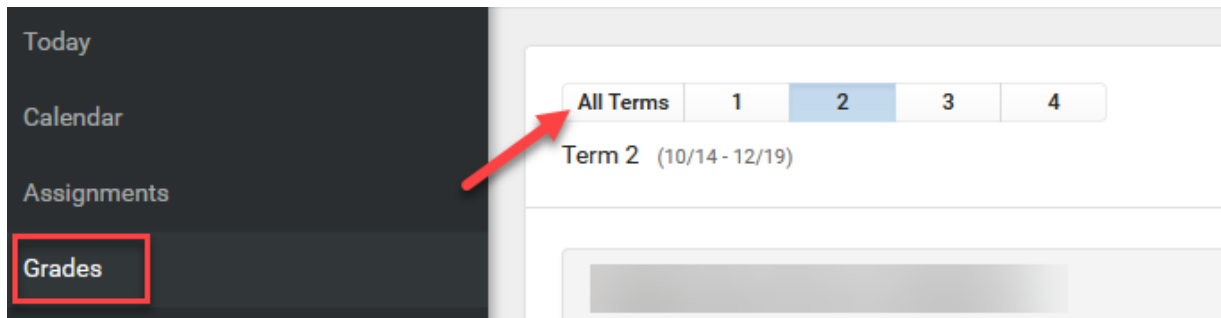 Today
Calendar
Assignments
Grades
All Terms 1 2 3 4
Term 2 (10/14 - 12/19)